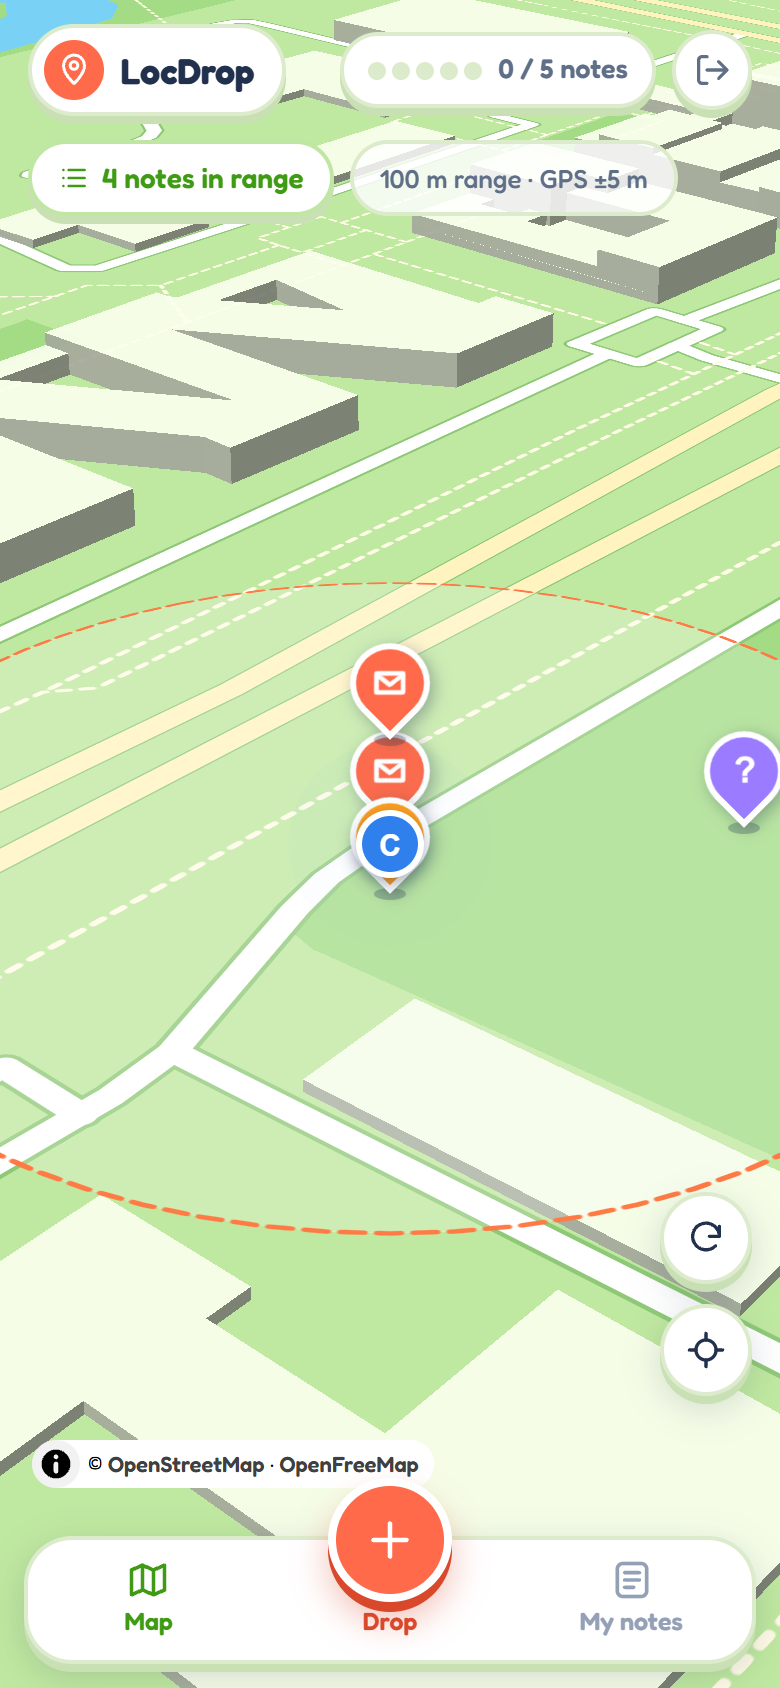 LocDrop
0 / 5 notes
4 notes in range
100 m range · GPS ±5 m
?
C
© OpenStreetMap · OpenFreeMap
Map
Drop
My notes